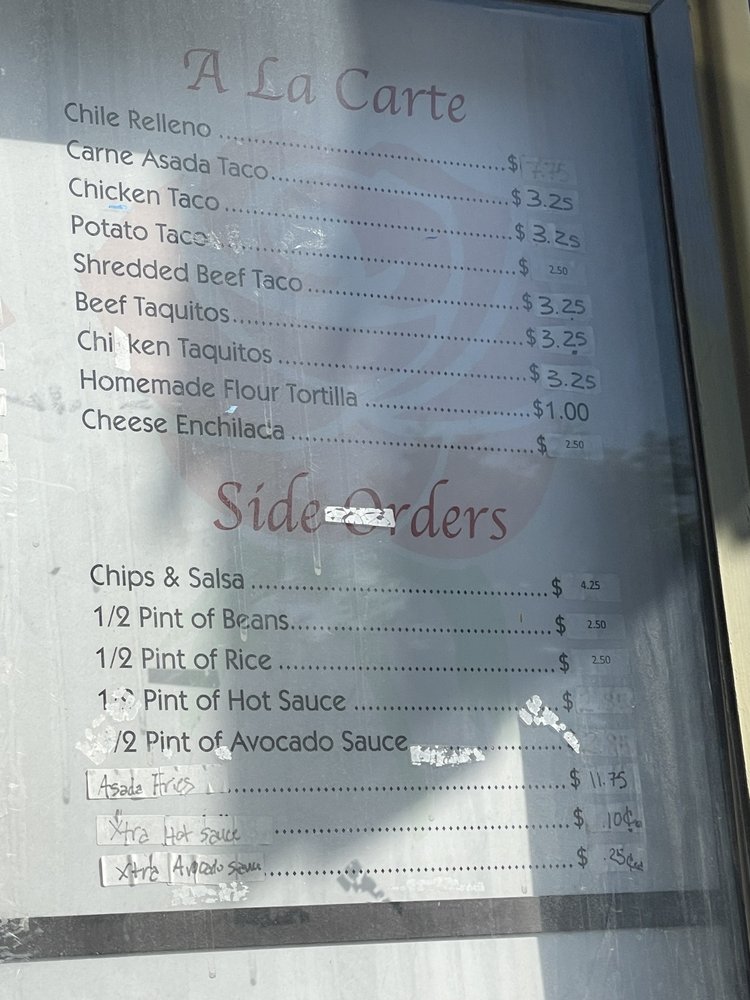 A La Carte
Chile Relleno ........ $ 7.75
Carne Asada Taco ........ $ 3.25
Chicken Taco ........ $ 3.25
Potato Taco ........ $ 2.50
Shredded Beef Taco ........ $ 3.25
Beef Taquitos ........ $ 3.25
Chi ken Taquitos ........ $ 3.25
Homemade Flour Tortilla ........ $1.00
Cheese Enchilada ........ $ 2.50
Side Orders
Chips & Salsa ........ $ 4.25
1/2 Pint of Beans ........ $ 2.50
1/2 Pint of Rice ........ $ 2.50
Pint of Hot Sauce ........ $
/2 Pint of Avocado Sauce ........
Asada Fries ........ $ 11.75
Xtra Hot sauce ........ $ .10¢
Xtra Avocado sauce ........ $ .25¢